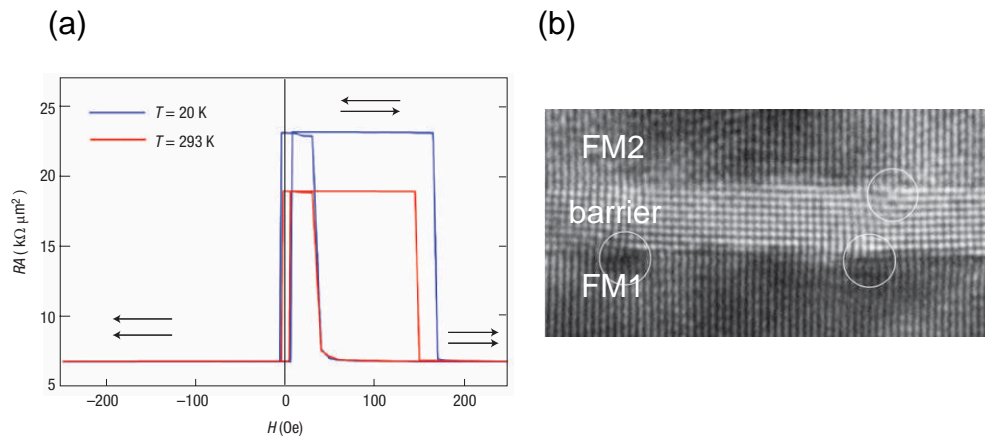 (a)
(b)
25
20
15
10
5
RA ( kΩ μm²)
T = 20 K
T = 293 K
−200
−100
0
100
200
H (Oe)
FM2
barrier
FM1